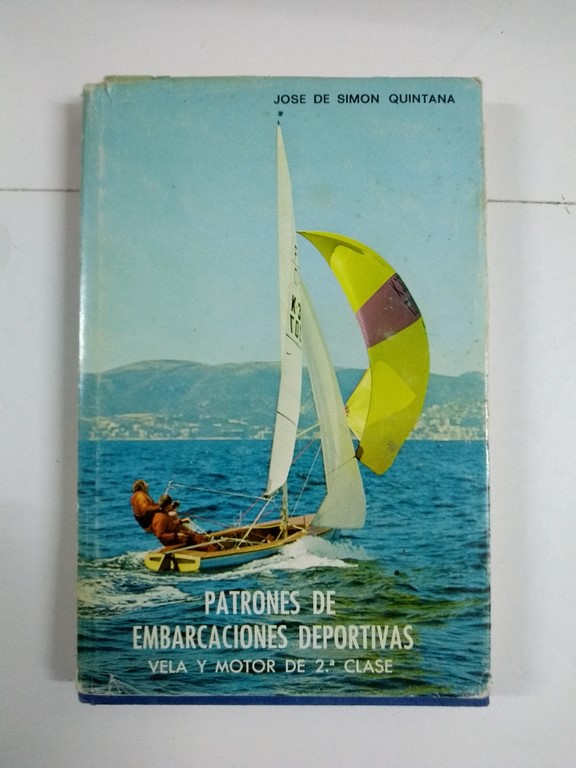 JOSE DE SIMON QUINTANA
PATRONES DE
EMBARCACIONES DEPORTIVAS
VELA Y MOTOR DE 2.ª CLASE